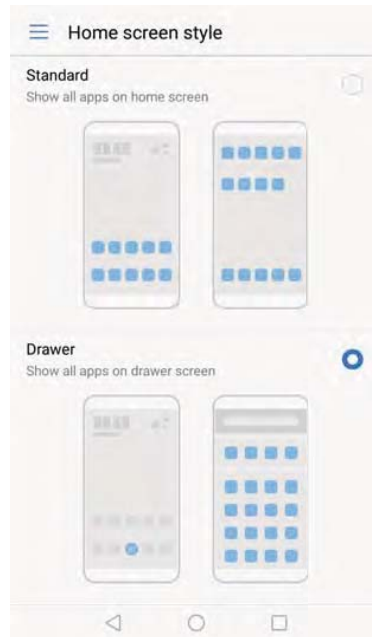 Home screen style
Standard
Show all apps on home screen
Drawer
Show all apps on drawer screen